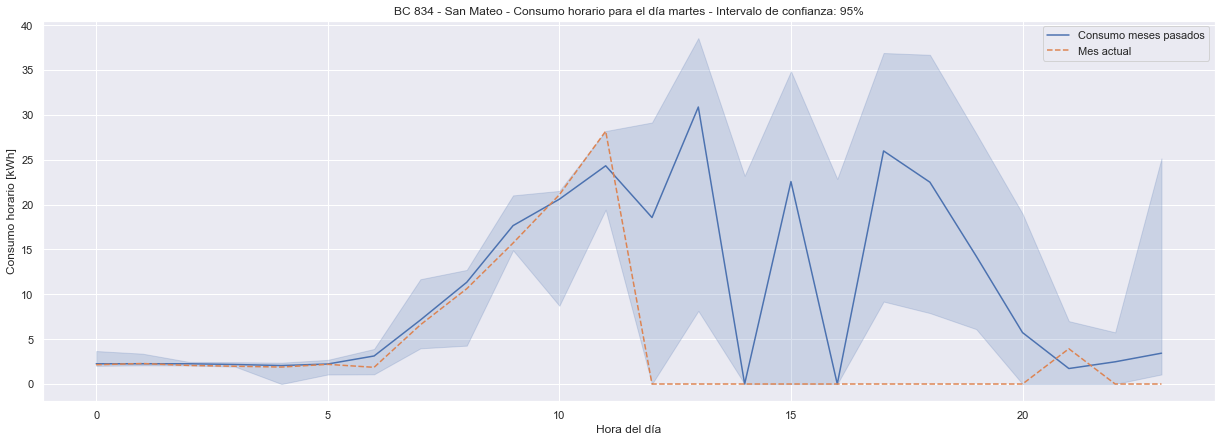 BC 834 - San Mateo - Consumo horario para el día martes - Intervalo de confianza: 95%
Consumo meses pasados
Mes actual
Consumo horario [kWh]
40
35
30
25
20
15
10
5
0
0
5
10
15
20
Hora del día